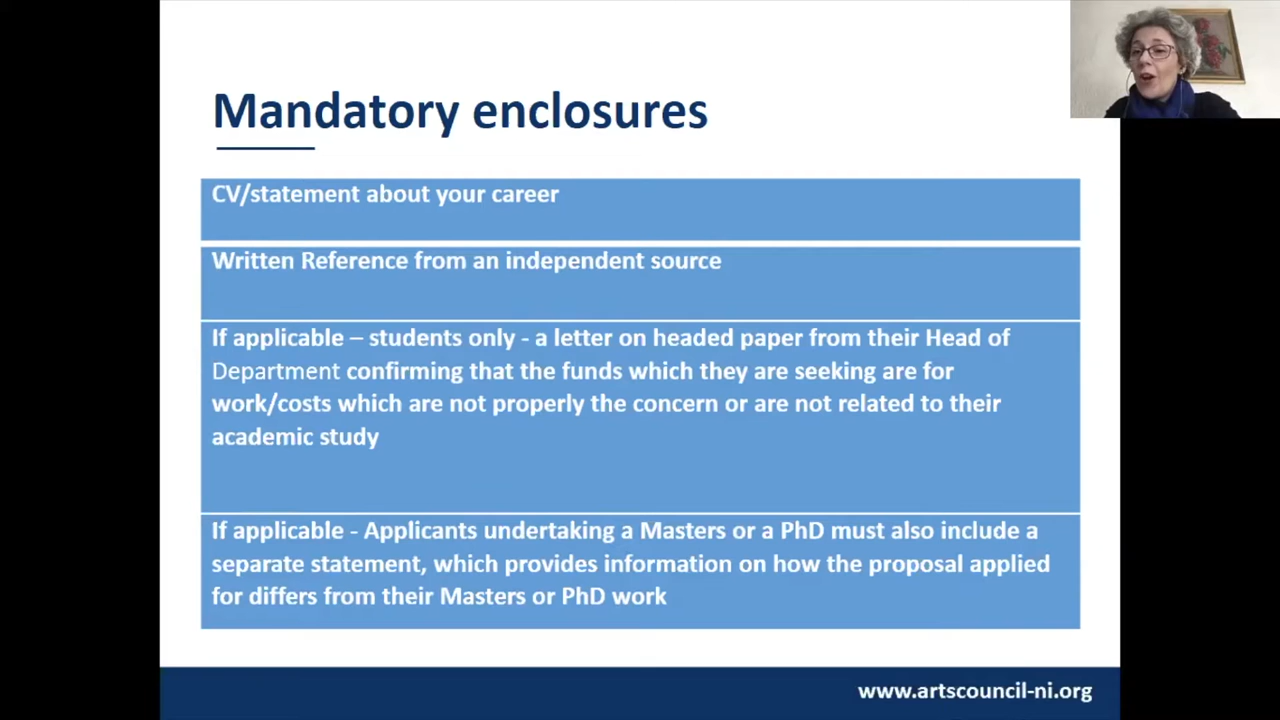 Mandatory enclosures
CV/statement about your career
Written Reference from an independent source
If applicable – students only - a letter on headed paper from their Head of
Department confirming that the funds which they are seeking are for
work/costs which are not properly the concern or are not related to their
academic study
If applicable - Applicants undertaking a Masters or a PhD must also include a
separate statement, which provides information on how the proposal applied
for differs from their Masters or PhD work
www.artscouncil-ni.org